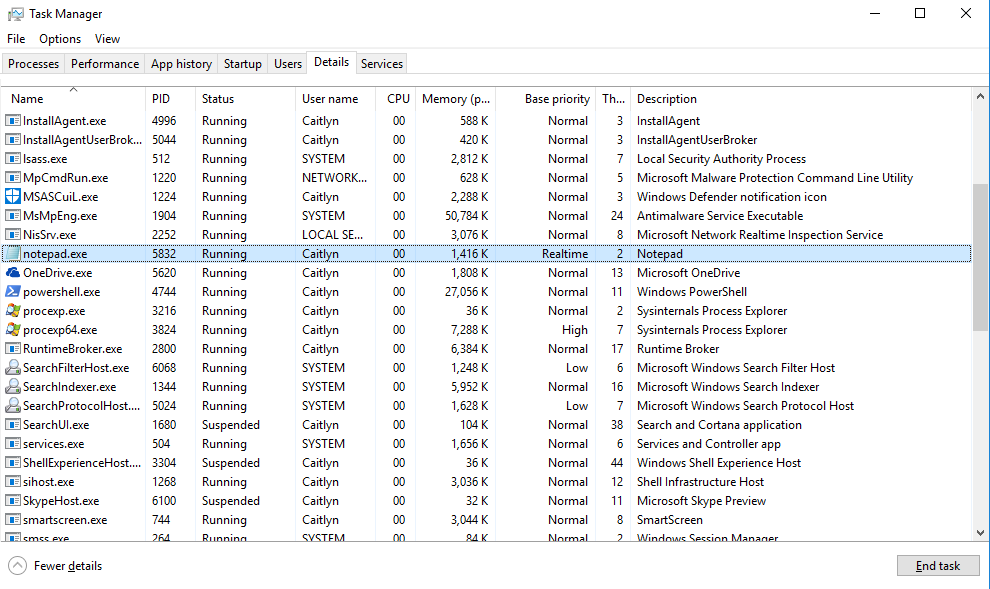 Task Manager
File Options View
Processes Performance App history Startup Users Details Services
Name PID Status User name CPU Memory (p... Base priority Th... Description
InstallAgent.exe 4996 Running Caitlyn 00 588 K Normal 3 InstallAgent
InstallAgentUserBrok... 5044 Running Caitlyn 00 420 K Normal 3 InstallAgentUserBroker
lsass.exe 512 Running SYSTEM 00 2,812 K Normal 7 Local Security Authority Process
MpCmdRun.exe 1220 Running NETWORK... 00 628 K Normal 5 Microsoft Malware Protection Command Line Utility
MSASCuiL.exe 1224 Running Caitlyn 00 2,288 K Normal 3 Windows Defender notification icon
MsMpEng.exe 1904 Running SYSTEM 00 50,784 K Normal 24 Antimalware Service Executable
NisSrv.exe 2252 Running LOCAL SE... 00 3,076 K Normal 8 Microsoft Network Realtime Inspection Service
notepad.exe 5832 Running Caitlyn 00 1,416 K Realtime 2 Notepad
OneDrive.exe 5620 Running Caitlyn 00 1,808 K Normal 13 Microsoft OneDrive
powershell.exe 4744 Running Caitlyn 00 27,056 K Normal 11 Windows PowerShell
procexp.exe 3216 Running Caitlyn 00 36 K Normal 2 Sysinternals Process Explorer
procexp64.exe 3824 Running Caitlyn 00 7,288 K High 7 Sysinternals Process Explorer
RuntimeBroker.exe 2800 Running Caitlyn 00 6,384 K Normal 17 Runtime Broker
SearchFilterHost.exe 6068 Running SYSTEM 00 1,248 K Low 6 Microsoft Windows Search Filter Host
SearchIndexer.exe 1344 Running SYSTEM 00 5,952 K Normal 16 Microsoft Windows Search Indexer
SearchProtocolHost.... 5024 Running SYSTEM 00 1,628 K Low 7 Microsoft Windows Search Protocol Host
SearchUI.exe 1680 Suspended Caitlyn 00 104 K Normal 38 Search and Cortana application
services.exe 504 Running SYSTEM 00 1,656 K Normal 6 Services and Controller app
ShellExperienceHost.... 3304 Suspended Caitlyn 00 36 K Normal 44 Windows Shell Experience Host
sihost.exe 1268 Running Caitlyn 00 3,036 K Normal 12 Shell Infrastructure Host
SkypeHost.exe 6100 Suspended Caitlyn 00 32 K Normal 11 Microsoft Skype Preview
smartscreen.exe 744 Running Caitlyn 00 3,044 K Normal 8 SmartScreen
smss.exe 264 Running SYSTEM 00 84 K Normal 2 Windows Session Manager
Fewer details End task